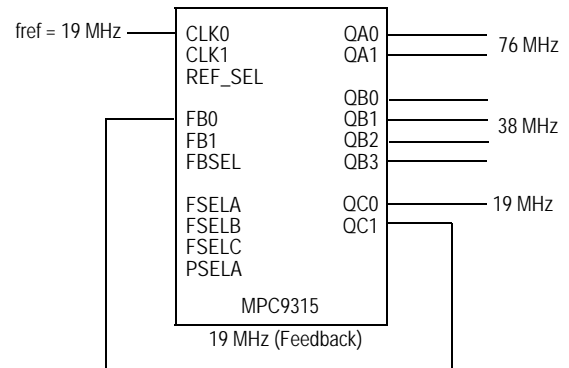 fref = 19 MHz
CLK0
CLK1
REF_SEL
FB0
FB1
FBSEL
FSELA
FSELB
FSELC
PSELA
QA0
QA1
76 MHz
QB0
QB1
QB2
QB3
38 MHz
QC0
QC1
19 MHz
MPC9315
19 MHz (Feedback)